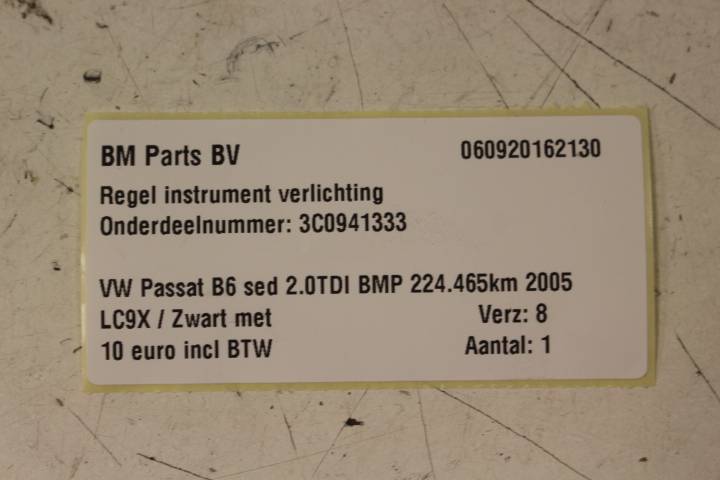 BM Parts BV 060920162130
Regel instrument verlichting
Onderdeelnummer: 3C0941333
VW Passat B6 sed 2.0TDI BMP 224.465km 2005
LC9X / Zwart met Verz: 8
10 euro incl BTW Aantal: 1